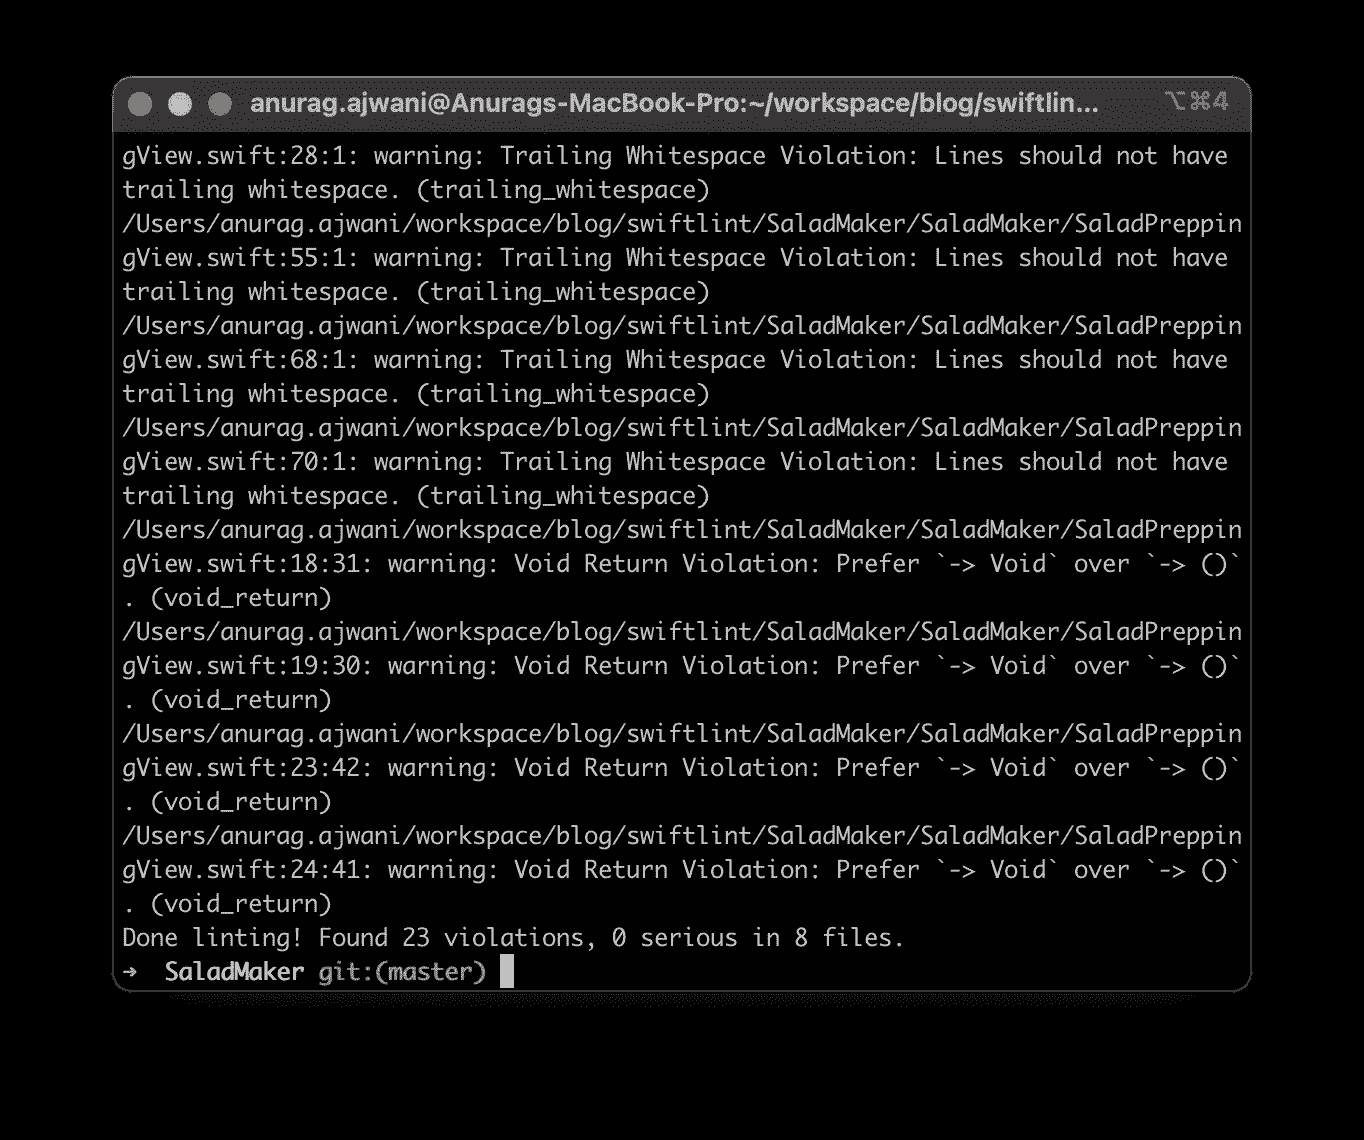 anurag.ajwani@Anurags-MacBook-Pro:~/workspace/blog/swiftlin... ⌥⌘4
gView.swift:28:1: warning: Trailing Whitespace Violation: Lines should not have
trailing whitespace. (trailing_whitespace)
/Users/anurag.ajwani/workspace/blog/swiftlint/SaladMaker/SaladMaker/SaladPreppin
gView.swift:55:1: warning: Trailing Whitespace Violation: Lines should not have
trailing whitespace. (trailing_whitespace)
/Users/anurag.ajwani/workspace/blog/swiftlint/SaladMaker/SaladMaker/SaladPreppin
gView.swift:68:1: warning: Trailing Whitespace Violation: Lines should not have
trailing whitespace. (trailing_whitespace)
/Users/anurag.ajwani/workspace/blog/swiftlint/SaladMaker/SaladMaker/SaladPreppin
gView.swift:70:1: warning: Trailing Whitespace Violation: Lines should not have
trailing whitespace. (trailing_whitespace)
/Users/anurag.ajwani/workspace/blog/swiftlint/SaladMaker/SaladMaker/SaladPreppin
gView.swift:18:31: warning: Void Return Violation: Prefer `-> Void` over `-> ()`
. (void_return)
/Users/anurag.ajwani/workspace/blog/swiftlint/SaladMaker/SaladMaker/SaladPreppin
gView.swift:19:30: warning: Void Return Violation: Prefer `-> Void` over `-> ()`
. (void_return)
/Users/anurag.ajwani/workspace/blog/swiftlint/SaladMaker/SaladMaker/SaladPreppin
gView.swift:23:42: warning: Void Return Violation: Prefer `-> Void` over `-> ()`
. (void_return)
/Users/anurag.ajwani/workspace/blog/swiftlint/SaladMaker/SaladMaker/SaladPreppin
gView.swift:24:41: warning: Void Return Violation: Prefer `-> Void` over `-> ()`
. (void_return)
Done linting! Found 23 violations, 0 serious in 8 files.
➜  SaladMaker git:(master)